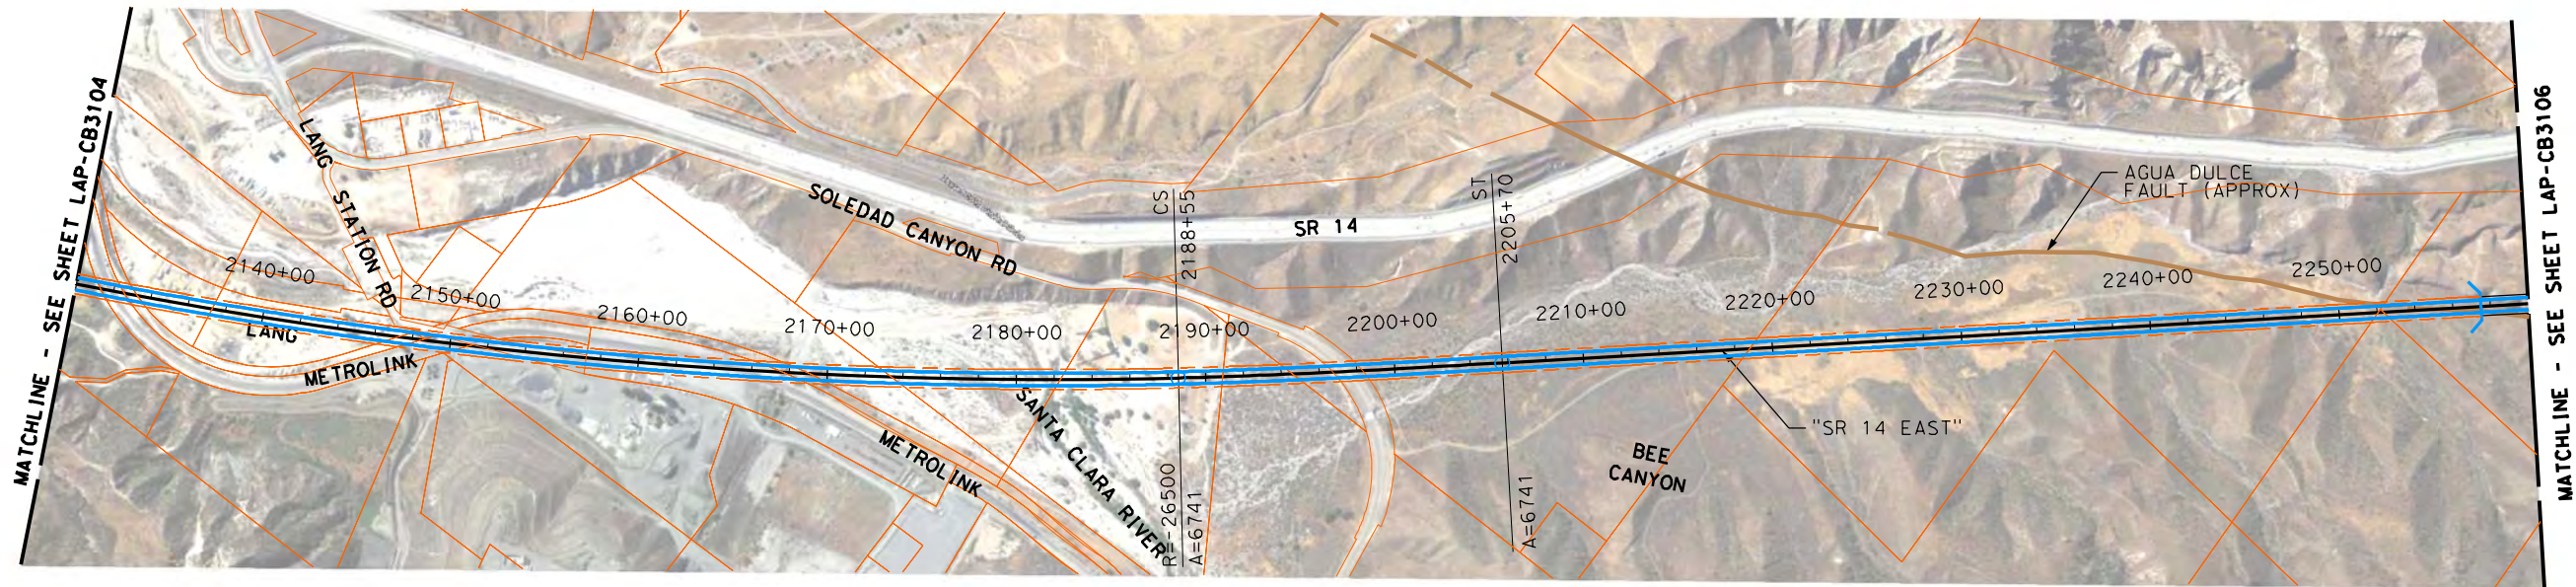 MATCHLINE - SEE SHEET LAP-CB3104
LANG STATION RD
2140+00
2150+00
2160+00
2170+00
2180+00
2190+00
2200+00
2210+00
2220+00
2230+00
2240+00
2250+00
LANG
METROLINK
METROLINK
SOLEDAD CANYON RD
SANTA CLARA RIVER
SR 14
CS
2188+55
R=-26500
A=6741
ST
2205+70
A=6741
AGUA DULCE
FAULT (APPROX)
"SR 14 EAST"
BEE
CANYON
MATCHLINE - SEE SHEET LAP-CB3106